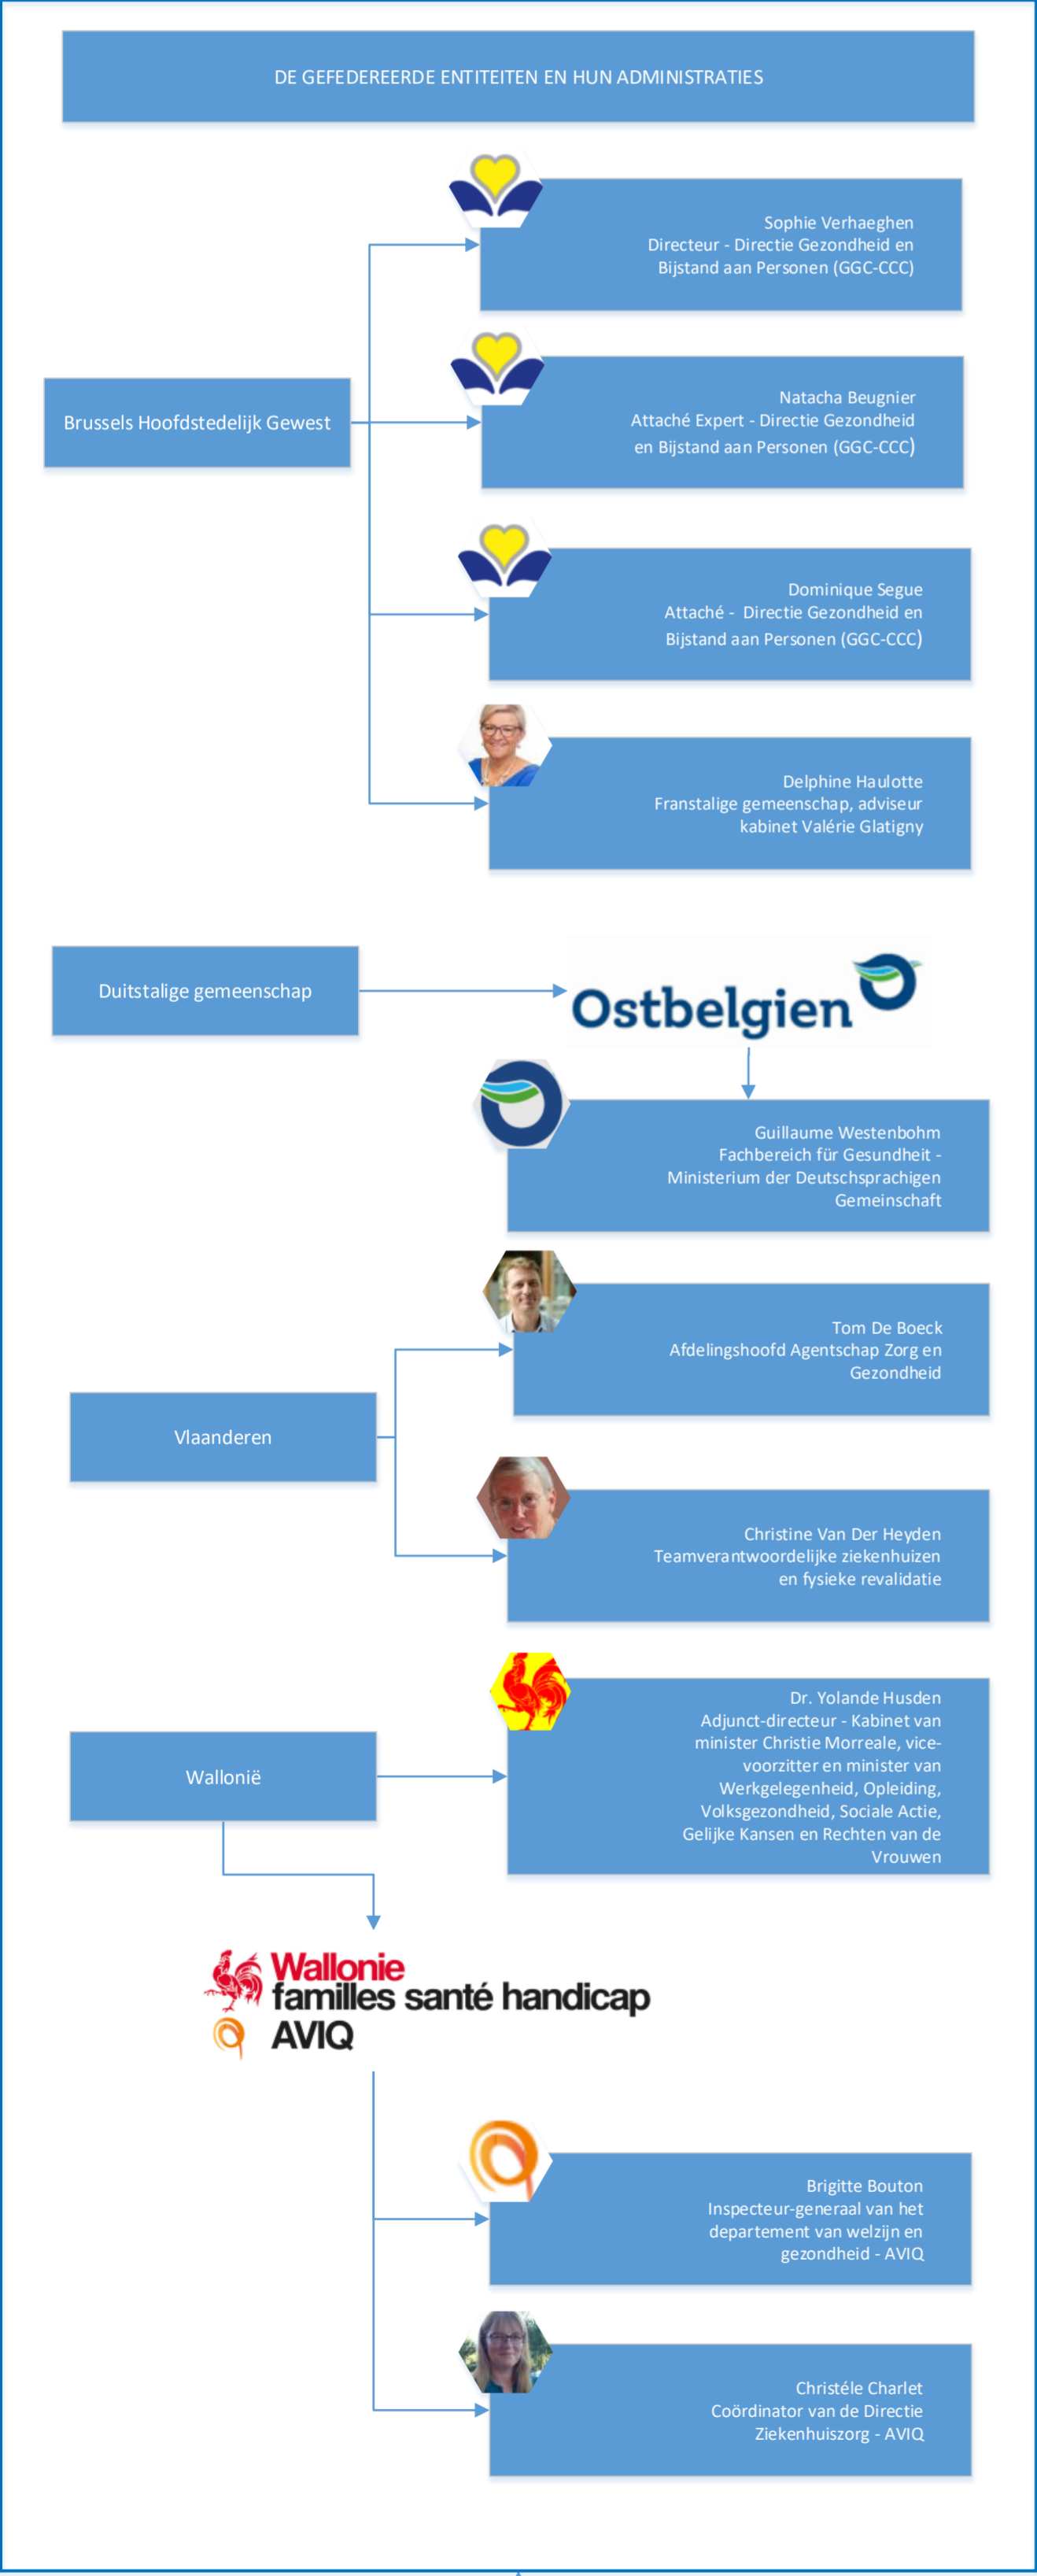 DE GEFEDEREERDE ENTITEITEN EN HUN ADMINISTRATIES
Sophie Verhaeghen
Directeur - Directie Gezondheid en
Bijstand aan Personen (GGC-CCC)
Brussels Hoofdstedelijk Gewest
Natacha Beugnier
Attaché Expert - Directie Gezondheid
en Bijstand aan Personen (GGC-CCC)
Dominique Segue
Attaché - Directie Gezondheid en
Bijstand aan Personen (GGC-CCC)
Delphine Haulotte
Franstalige gemeenschap, adviseur
kabinet Valérie Glatigny
Duitstalige gemeenschap
Ostbelgien
Guillaume Westenbohm
Fachbereich für Gesundheit -
Ministerium der Deutschsprachigen
Gemeinschaft
Tom De Boeck
Afdelingshoofd Agentschap Zorg en
Gezondheid
Vlaanderen
Christine Van Der Heyden
Teamverantwoordelijke ziekenhuizen
en fysieke revalidatie
Dr. Yolande Husden
Adjunct-directeur - Kabinet van
minister Christie Morreale, vice-
voorzitter en minister van
Werkgelegenheid, Opleiding,
Volksgezondheid, Sociale Actie,
Gelijke Kansen en Rechten van de
Vrouwen
Wallonië
Wallonie
familles santé handicap
AVIQ
Brigitte Bouton
Inspecteur-generaal van het
departement van welzijn en
gezondheid - AVIQ
Christéle Charlet
Coördinator van de Directie
Ziekenhuiszorg - AVIQ